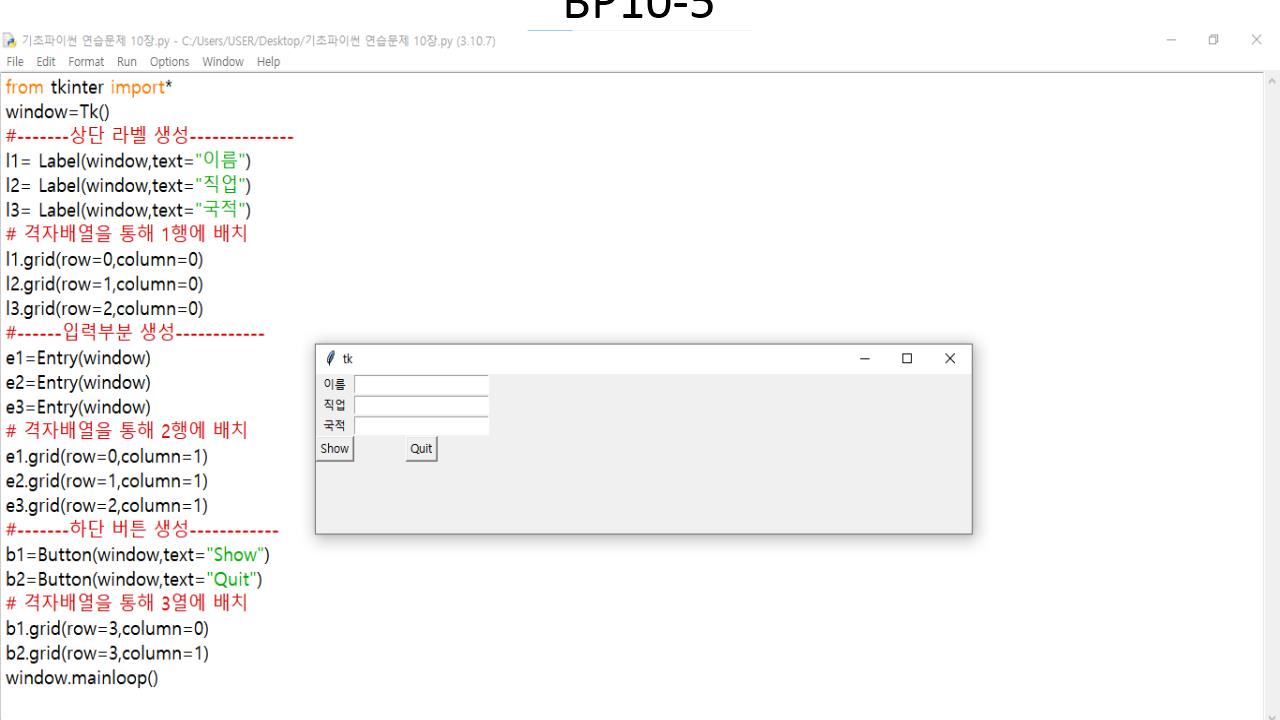 BP10-5
기초파이썬 연습문제 10장.py - C:/Users/USER/Desktop/기초파이썬 연습문제 10장.py (3.10.7)
File Edit Format Run Options Window Help
from tkinter import*
window=Tk()
#-------상단 라벨 생성--------------
l1= Label(window,text="이름")
l2= Label(window,text="직업")
l3= Label(window,text="국적")
# 격자배열을 통해 1행에 배치
l1.grid(row=0,column=0)
l2.grid(row=1,column=0)
l3.grid(row=2,column=0)
#------입력부분 생성------------
e1=Entry(window)
e2=Entry(window)
e3=Entry(window)
# 격자배열을 통해 2행에 배치
e1.grid(row=0,column=1)
e2.grid(row=1,column=1)
e3.grid(row=2,column=1)
#-------하단 버튼 생성------------
b1=Button(window,text="Show")
b2=Button(window,text="Quit")
# 격자배열을 통해 3열에 배치
b1.grid(row=3,column=0)
b2.grid(row=3,column=1)
window.mainloop()
tk
이름
직업
국적
Show Quit